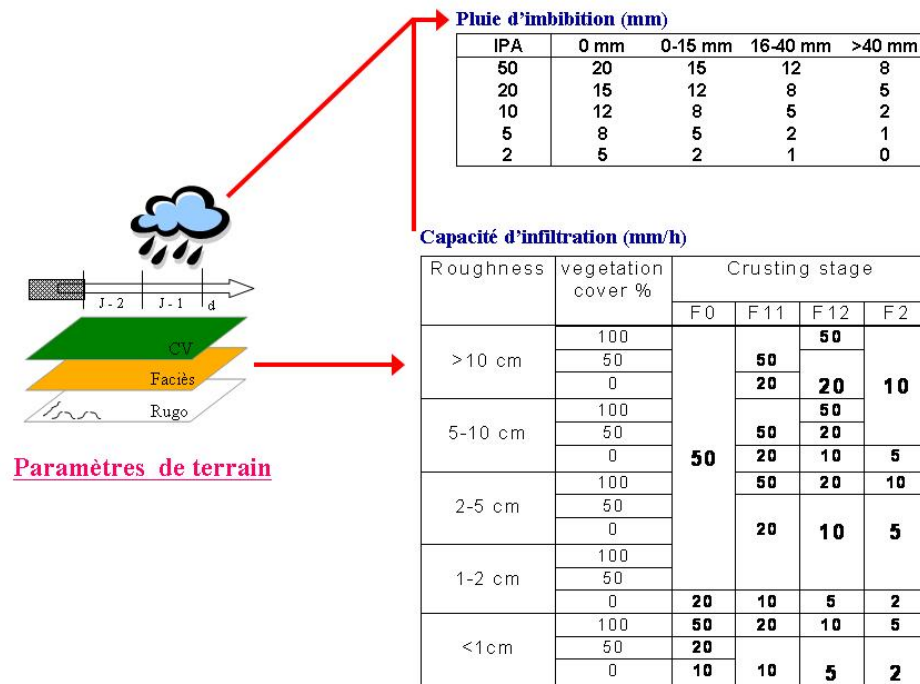 Pluie d'imbibition (mm)
IPA 0 mm 0-15 mm 16-40 mm >40 mm
50 20 15 12 8
20 15 12 8 5
10 12 8 5 2
5 8 5 2 1
2 5 2 1 0
J - 2 J - 1 d
CV
Faciès
Rugo
Paramètres de terrain
Capacité d'infiltration (mm/h)
Roughness vegetation Crusting stage
cover %
F0 F11 F12 F2
100 50
>10 cm 50 50
0 20 20 10
100 50
5-10 cm 50 50 20
0 50 20 10 5
100 50 20 10
2-5 cm 50
0 20 10 5
100
1-2 cm 50
0 20 10 5 2
100 50 20 10 5
<1cm 50 20
0 10 10 5 2